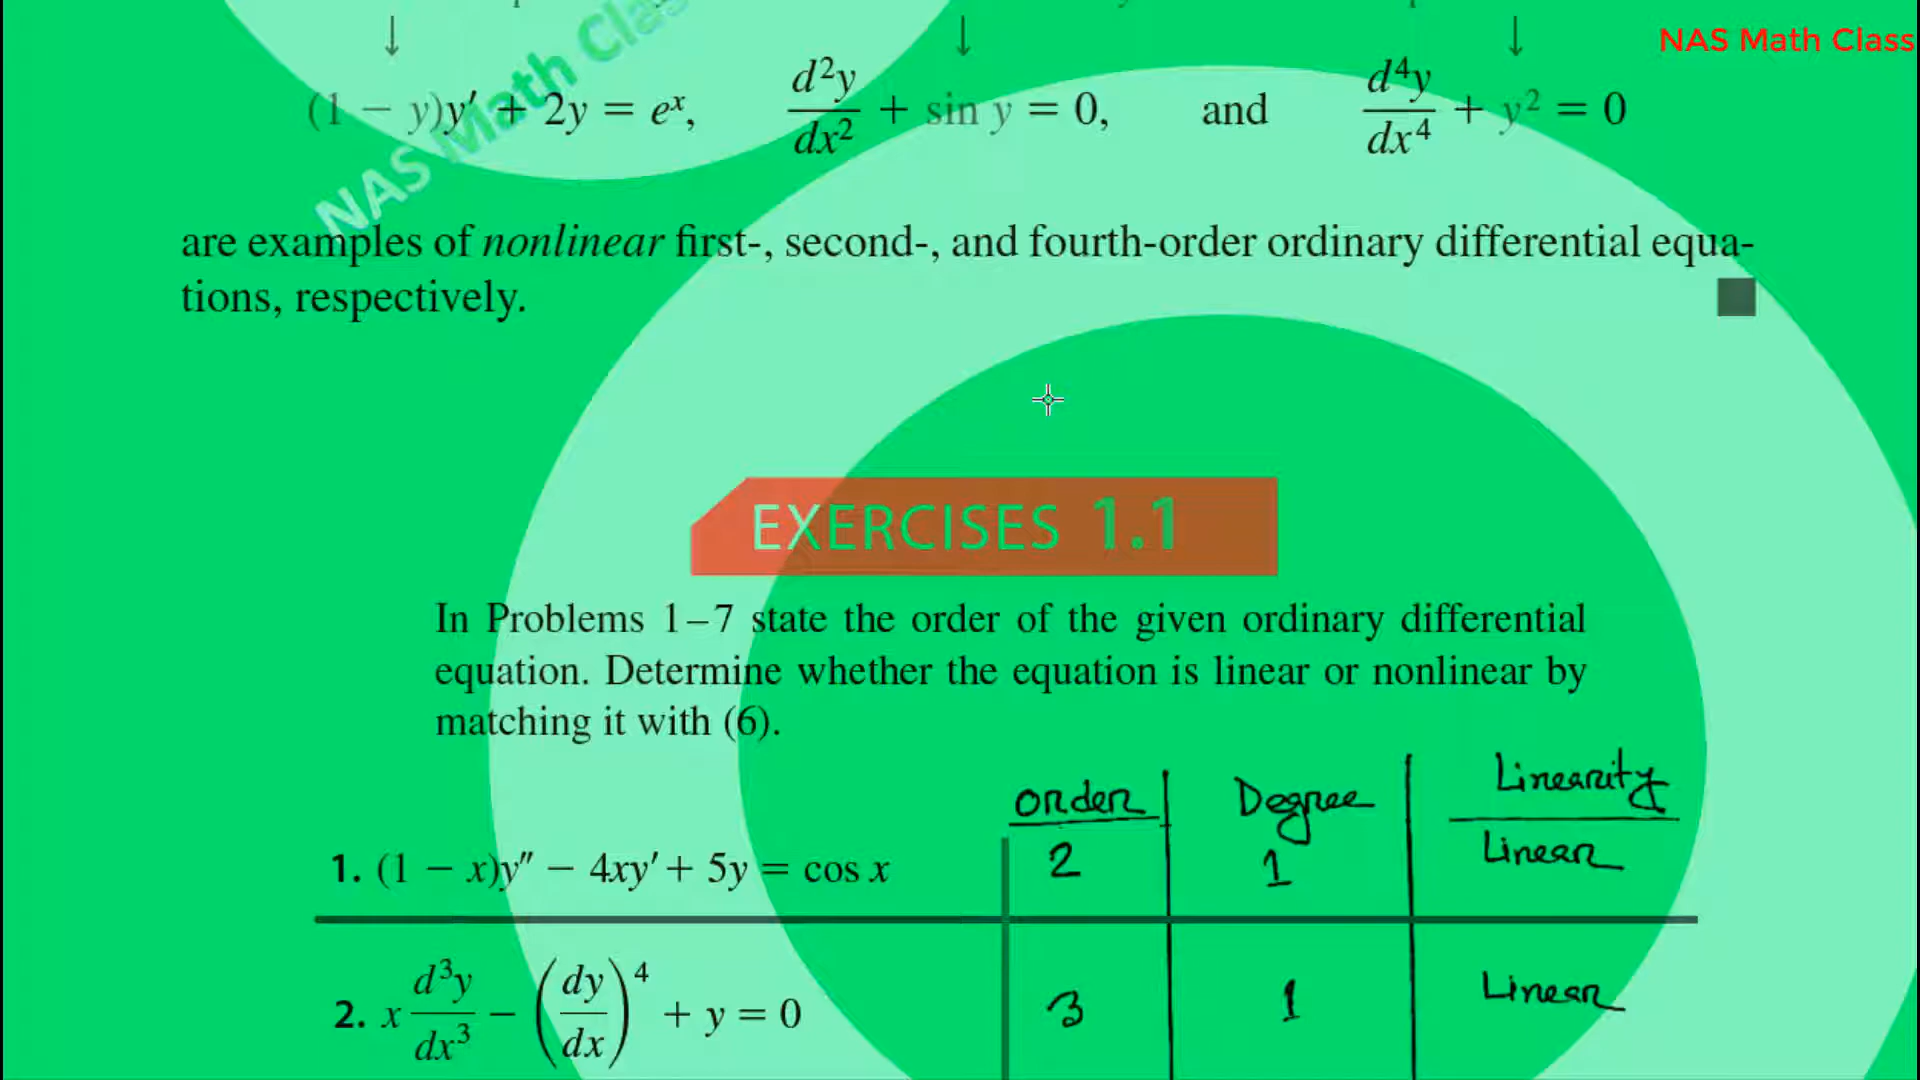 NAS Math Class
NAS Math Clas
↓ ↓ ↓
(1 − y)y′ + 2y = eˣ, d²y/dx² + sin y = 0, and d⁴y/dx⁴ + y² = 0
are examples of nonlinear first-, second-, and fourth-order ordinary differential equa-
tions, respectively.
EXERCISES 1.1
In Problems 1–7 state the order of the given ordinary differential
equation. Determine whether the equation is linear or nonlinear by
matching it with (6).
order Degree Linearity
1. (1 − x)y″ − 4xy′ + 5y = cos x 2 1 Linear
2. x d³y/dx³ − (dy/dx)⁴ + y = 0 3 1 Linear